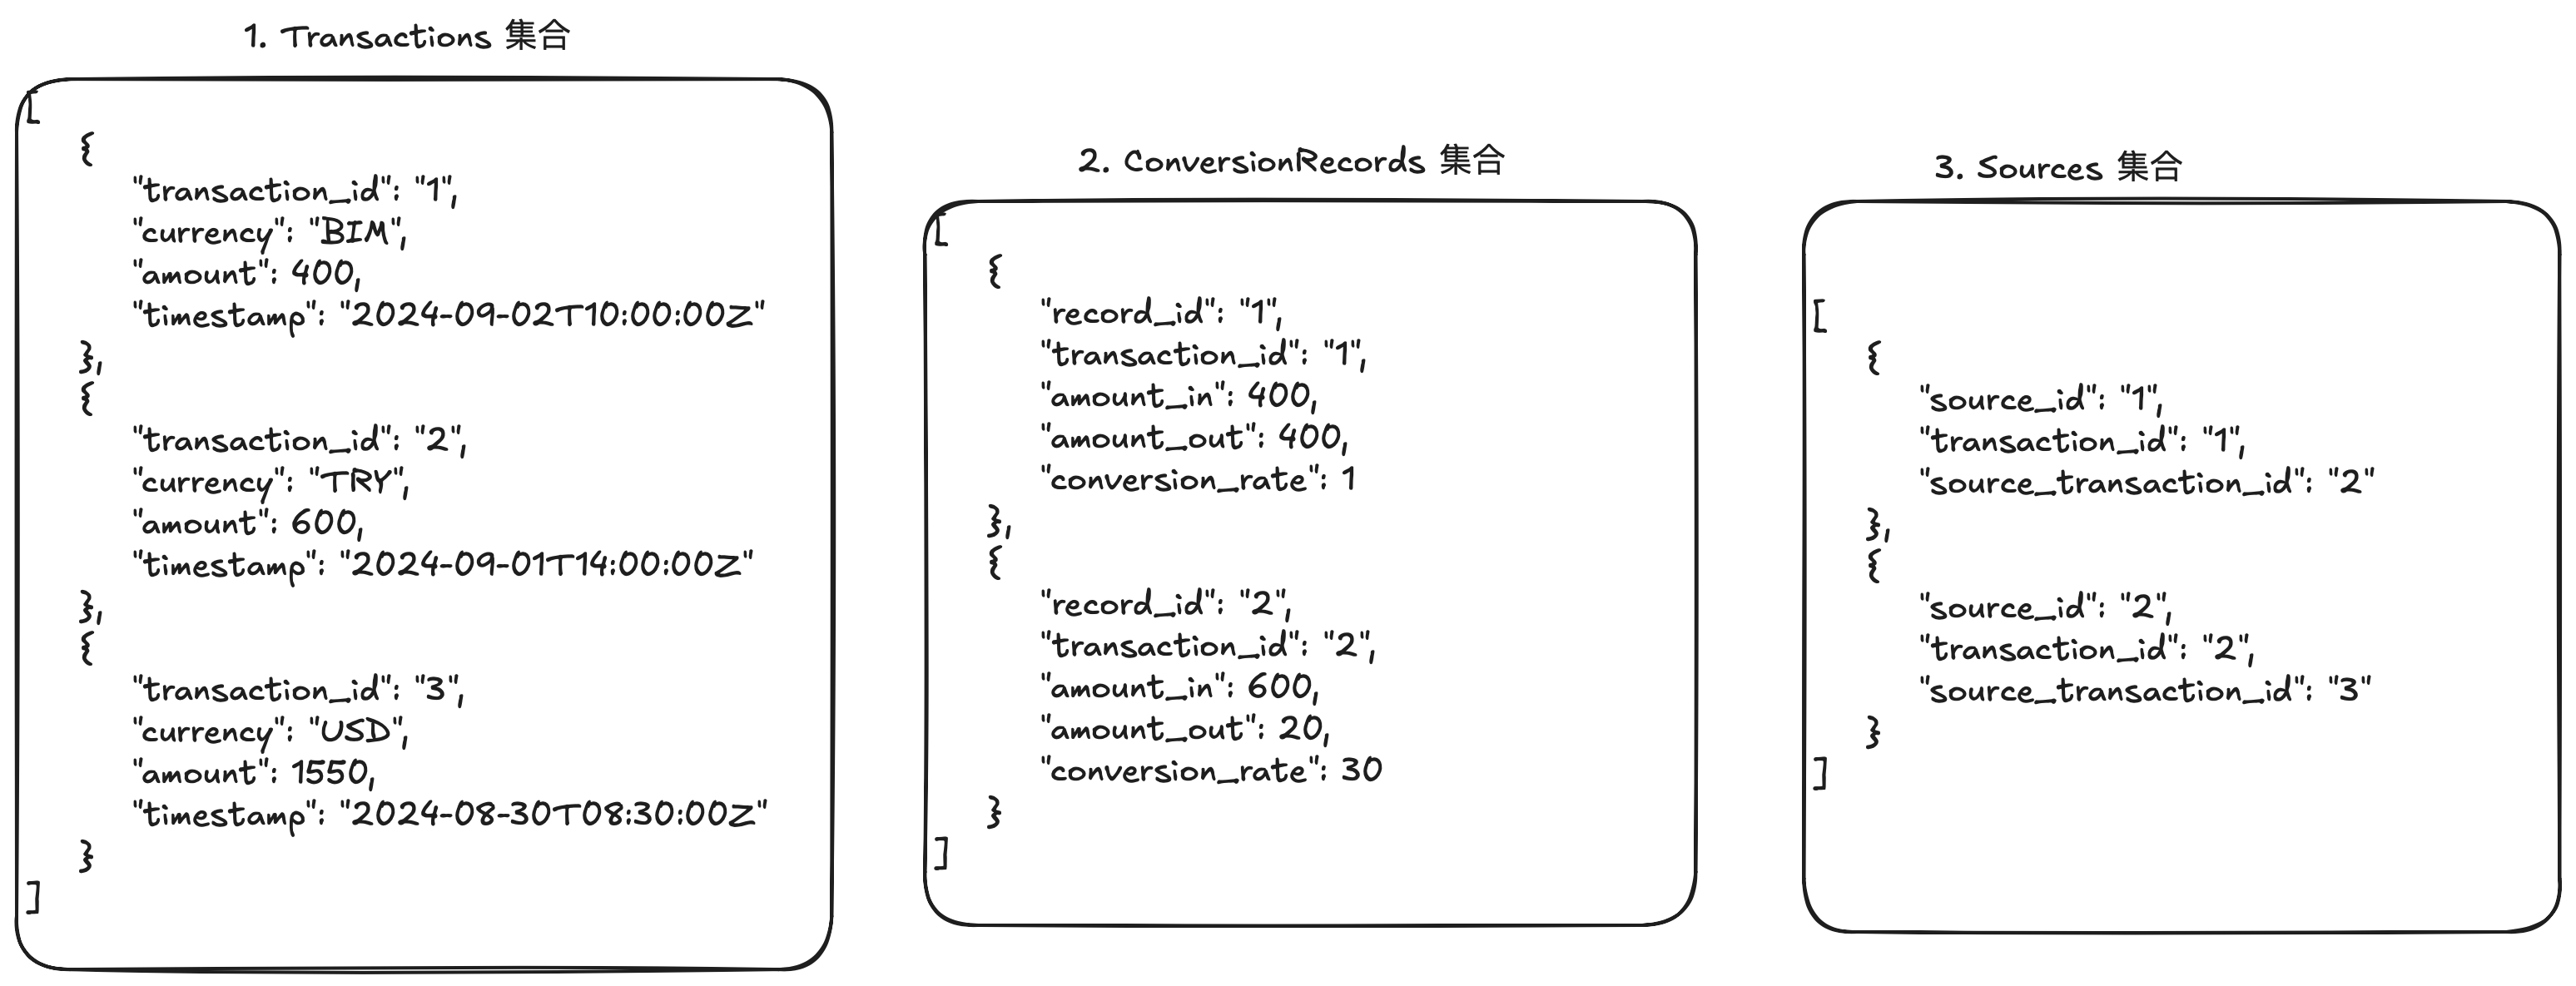 1. Transactions 集合
[
{
"transaction_id": "1",
"currency": "BIM",
"amount": 400,
"timestamp": "2024-09-02T10:00:00Z"
},
{
"transaction_id": "2",
"currency": "TRY",
"amount": 600,
"timestamp": "2024-09-01T14:00:00Z"
},
{
"transaction_id": "3",
"currency": "USD",
"amount": 1550,
"timestamp": "2024-08-30T08:30:00Z"
}
]
2. ConversionRecords 集合
[
{
"record_id": "1",
"transaction_id": "1",
"amount_in": 400,
"amount_out": 400,
"conversion_rate": 1
},
{
"record_id": "2",
"transaction_id": "2",
"amount_in": 600,
"amount_out": 20,
"conversion_rate": 30
}
]
3. Sources 集合
[
{
"source_id": "1",
"transaction_id": "1",
"source_transaction_id": "2"
},
{
"source_id": "2",
"transaction_id": "2",
"source_transaction_id": "3"
}
]